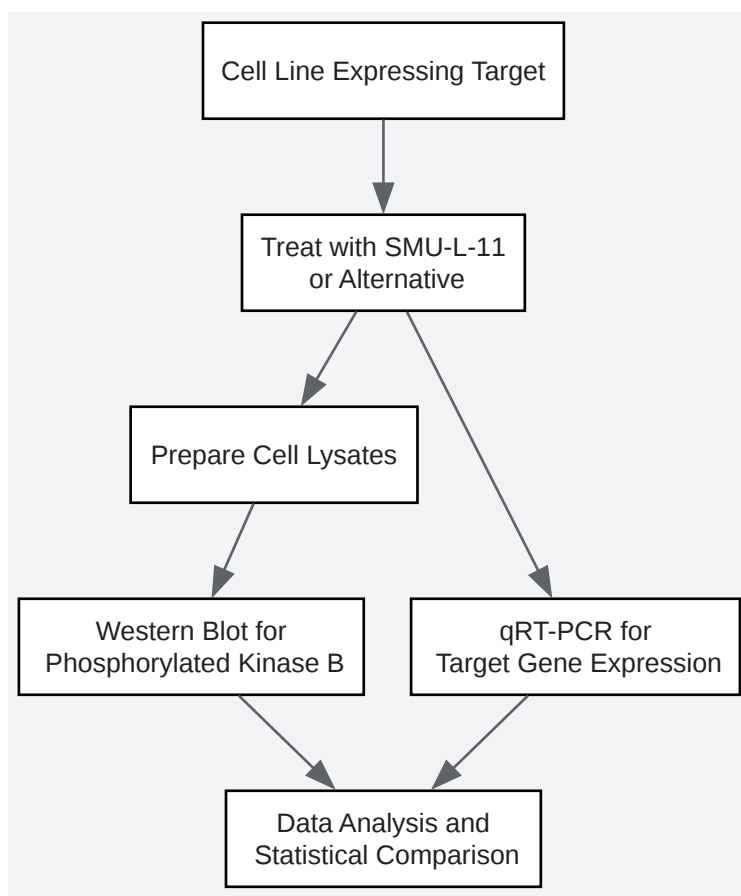 Cell Line Expressing Target
Treat with SMU-L-11
or Alternative
Prepare Cell Lysates
Western Blot for
Phosphorylated Kinase B
qRT-PCR for
Target Gene Expression
Data Analysis and
Statistical Comparison